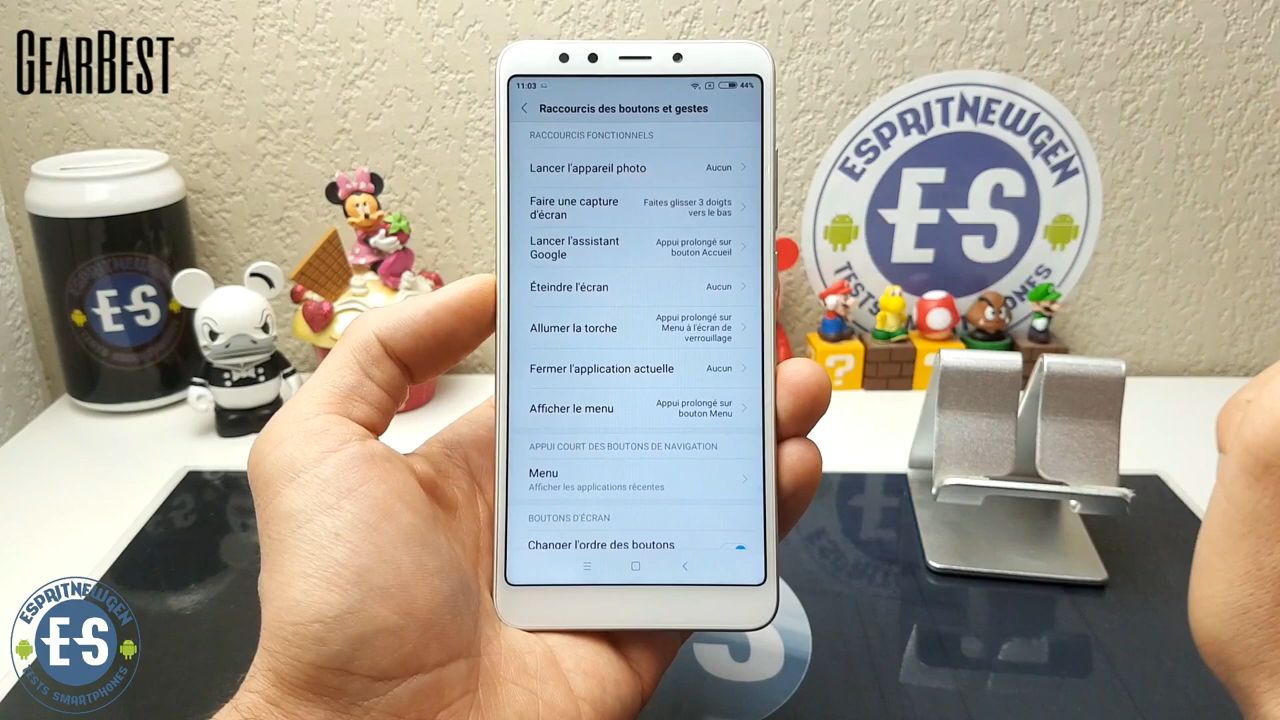 GEARBEST
11:03
44%
Raccourcis des boutons et gestes
RACCOURCIS FONCTIONNELS
Lancer l'appareil photo
Aucun
Faire une capture
d'écran
Faites glisser 3 doigts
vers le bas
Lancer l'assistant
Google
Appui prolongé sur
bouton Accueil
Éteindre l'écran
Aucun
Allumer la torche
Appui prolongé sur
Menu à l'écran de
verrouillage
Fermer l'application actuelle
Aucun
Afficher le menu
Appui prolongé sur
bouton Menu
APPUI COURT DES BOUTONS DE NAVIGATION
Menu
Afficher les applications récentes
BOUTONS D'ÉCRAN
Changer l'ordre des boutons
ESPRITNEWGEN
ES
ESPRITNEWGEN
ES
? ?
ESPRITNEWGEN
ES
TESTS SMARTPHONES
S